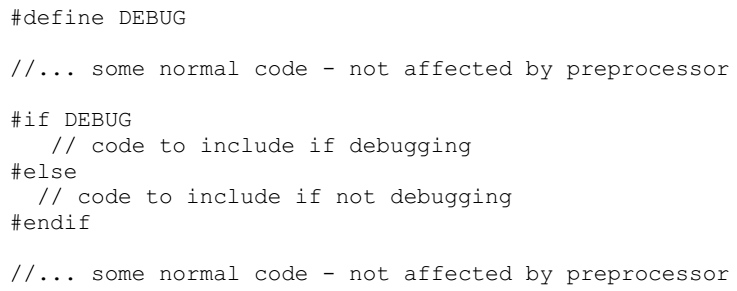 #define DEBUG
//... some normal code - not affected by preprocessor
#if DEBUG
// code to include if debugging
#else
// code to include if not debugging
#endif
//... some normal code - not affected by preprocessor